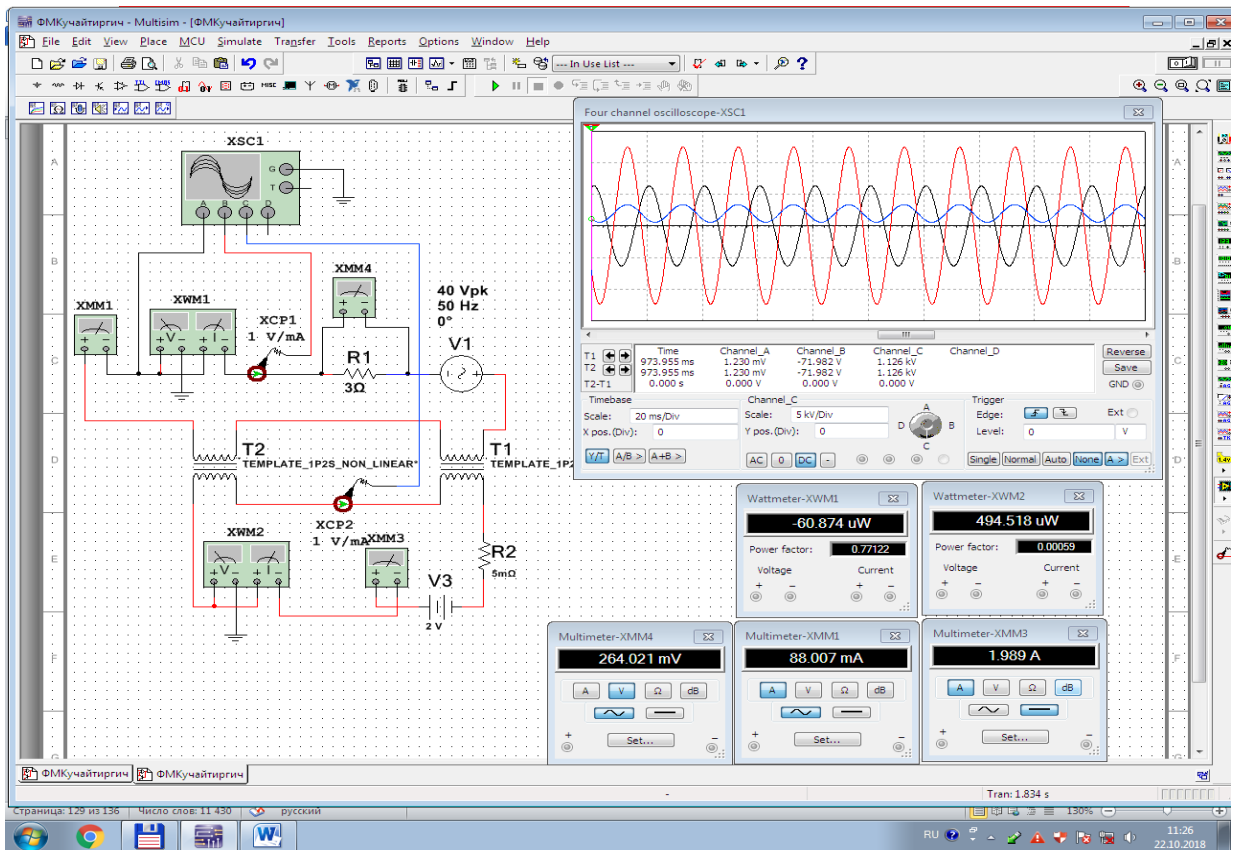 ФМКучайтиргич - Multisim - [ФМКучайтиргич]
File Edit View Place MCU Simulate Transfer Tools Reports Options Window Help
--- In Use List ---
MISC
Four channel oscilloscope-XSC1
XSC1
G
T
A B C D
XMM4
40 Vpk
50 Hz
0°
V1
XMM1
XWM1
XCP1
1 V/mA
R1
3Ω
T2
TEMPLATE_1P2S_NON_LINEAR*
T1
TEMPLATE_1P2S
XCP2
1 V/mA
XWM2
XMM3
R2
5mΩ
V3
2 V
Time Channel_A Channel_B Channel_C Channel_D
T1 973.955 ms 1.230 mV -71.982 V 1.126 kV
T2 973.955 ms 1.230 mV -71.982 V 1.126 kV
T2-T1 0.000 s 0.000 V 0.000 V 0.000 V
Reverse
Save
GND
Timebase
Scale: 20 ms/Div
X pos.(Div): 0
Y/T A/B > A+B >
Channel_C
Scale: 5 kV/Div
Y pos.(Div): 0
AC 0 DC -
A
D B
C
Trigger
Edge: Ext
Level: 0 V
Single Normal Auto None A > Ext
Wattmeter-XWM1
-60.874 uW
Power factor: 0.77122
Voltage Current
+ - + -
Wattmeter-XWM2
494.518 uW
Power factor: 0.00059
Voltage Current
+ - + -
Multimeter-XMM4
264.021 mV
A V Ω dB
Set...
Multimeter-XMM1
88.007 mA
A V Ω dB
Set...
Multimeter-XMM3
1.989 A
A V Ω dB
Set...
ФМКучайтиргич ФМКучайтиргич
- Tran: 1.834 s
Страница: 129 из 136 Число слов: 11 430 русский 130%
RU 11:26
22.10.2018